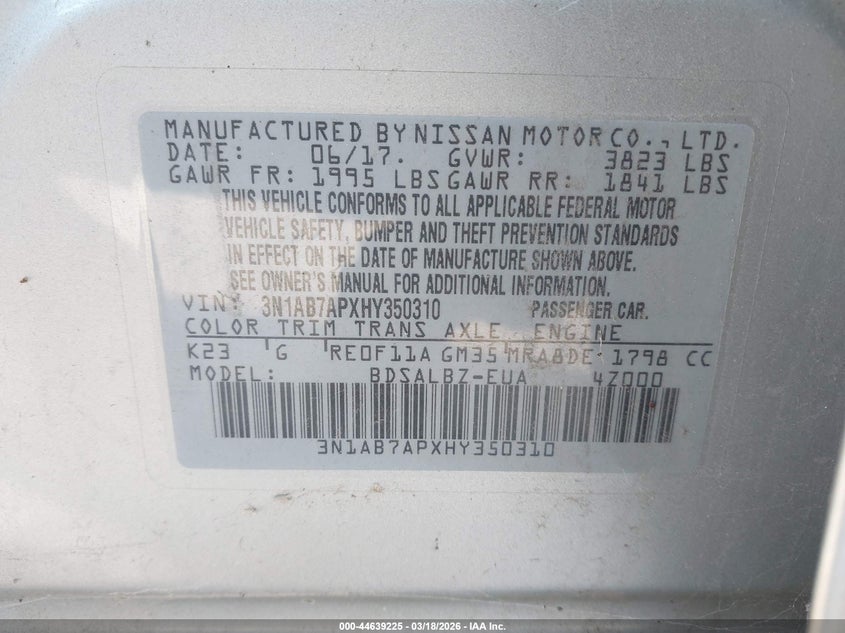 MANUFACTURED BY NISSAN MOTOR CO., LTD.
DATE: 06/17. GVWR: 3823 LBS
GAWR FR: 1995 LBS GAWR RR: 1841 LBS
THIS VEHICLE CONFORMS TO ALL APPLICABLE FEDERAL MOTOR
VEHICLE SAFETY, BUMPER AND THEFT PREVENTION STANDARDS
IN EFFECT ON THE DATE OF MANUFACTURE SHOWN ABOVE.
SEE OWNER'S MANUAL FOR ADDITIONAL INFORMATION.
VIN: 3N1AB7APXHY350310 PASSENGER CAR.
COLOR TRIM TRANS AXLE ENGINE
K23 G RE0F11A GM35 MRA8DE 1798 CC
MODEL: BDSALBZ-EUA 4Z000
3N1AB7APXHY350310
000-44639225 - 03/18/2026 - IAA Inc.